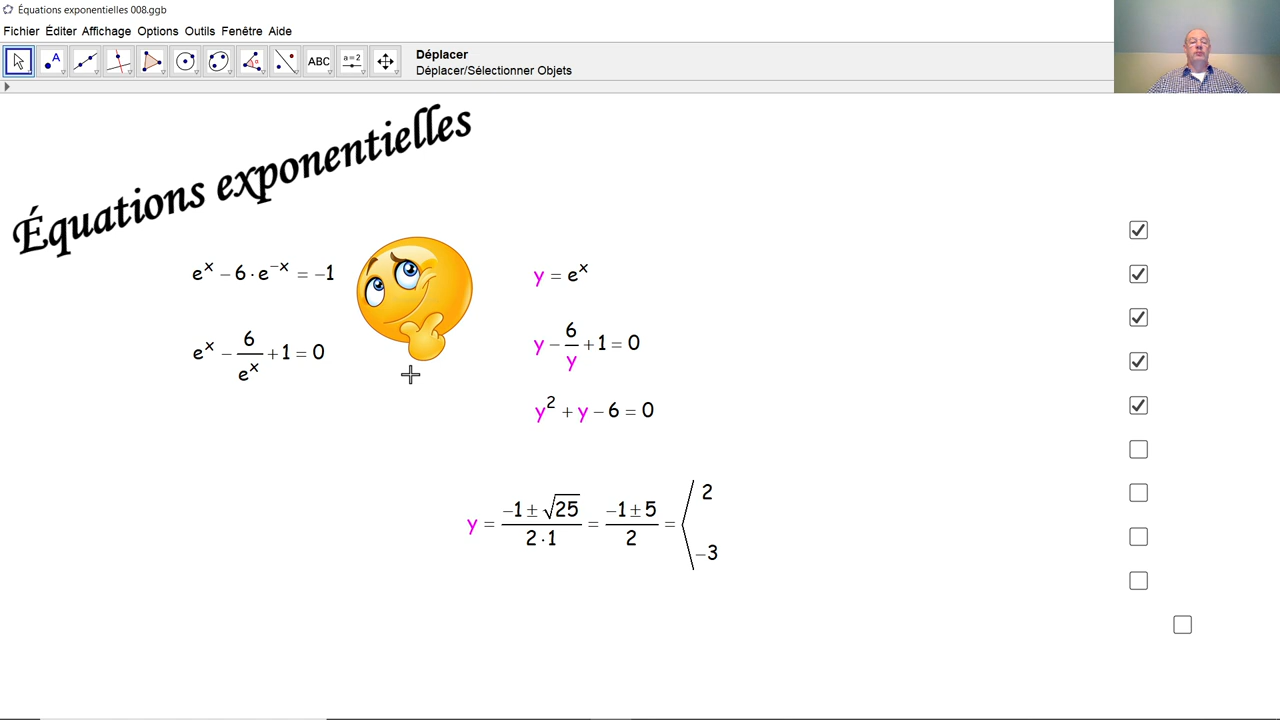 Équations exponentielles 008.ggb
Fichier Éditer Affichage Options Outils Fenêtre Aide
A
ABC
a=2
Déplacer
Déplacer/Sélectionner Objets
Équations exponentielles
e^x − 6·e^−x = −1
e^x − 6/e^x + 1 = 0
y = e^x
y − 6/y + 1 = 0
y^2 + y − 6 = 0
y = (−1 ± √25)/(2·1) = (−1 ± 5)/2 = ⟨ 2
−3